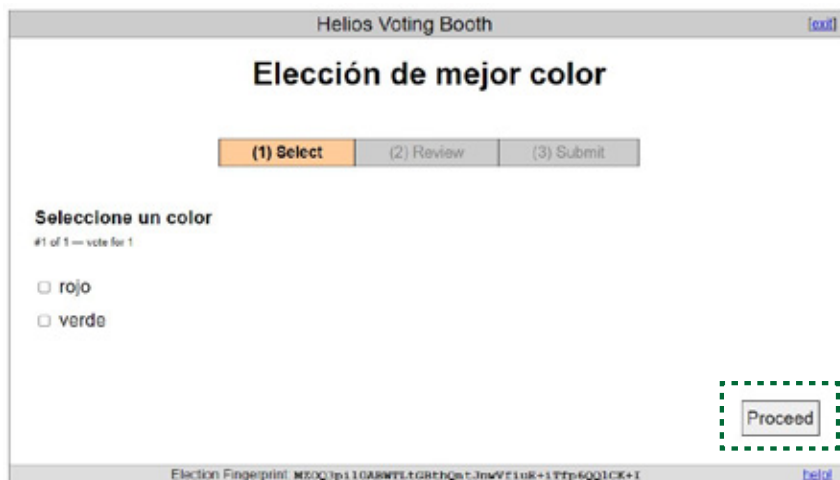 Helios Voting Booth [exit]
Elección de mejor color
(1) Select (2) Review (3) Submit
Seleccione un color
#1 of 1 — vote for 1
rojo
verde
Proceed
Election Fingerprint
help!